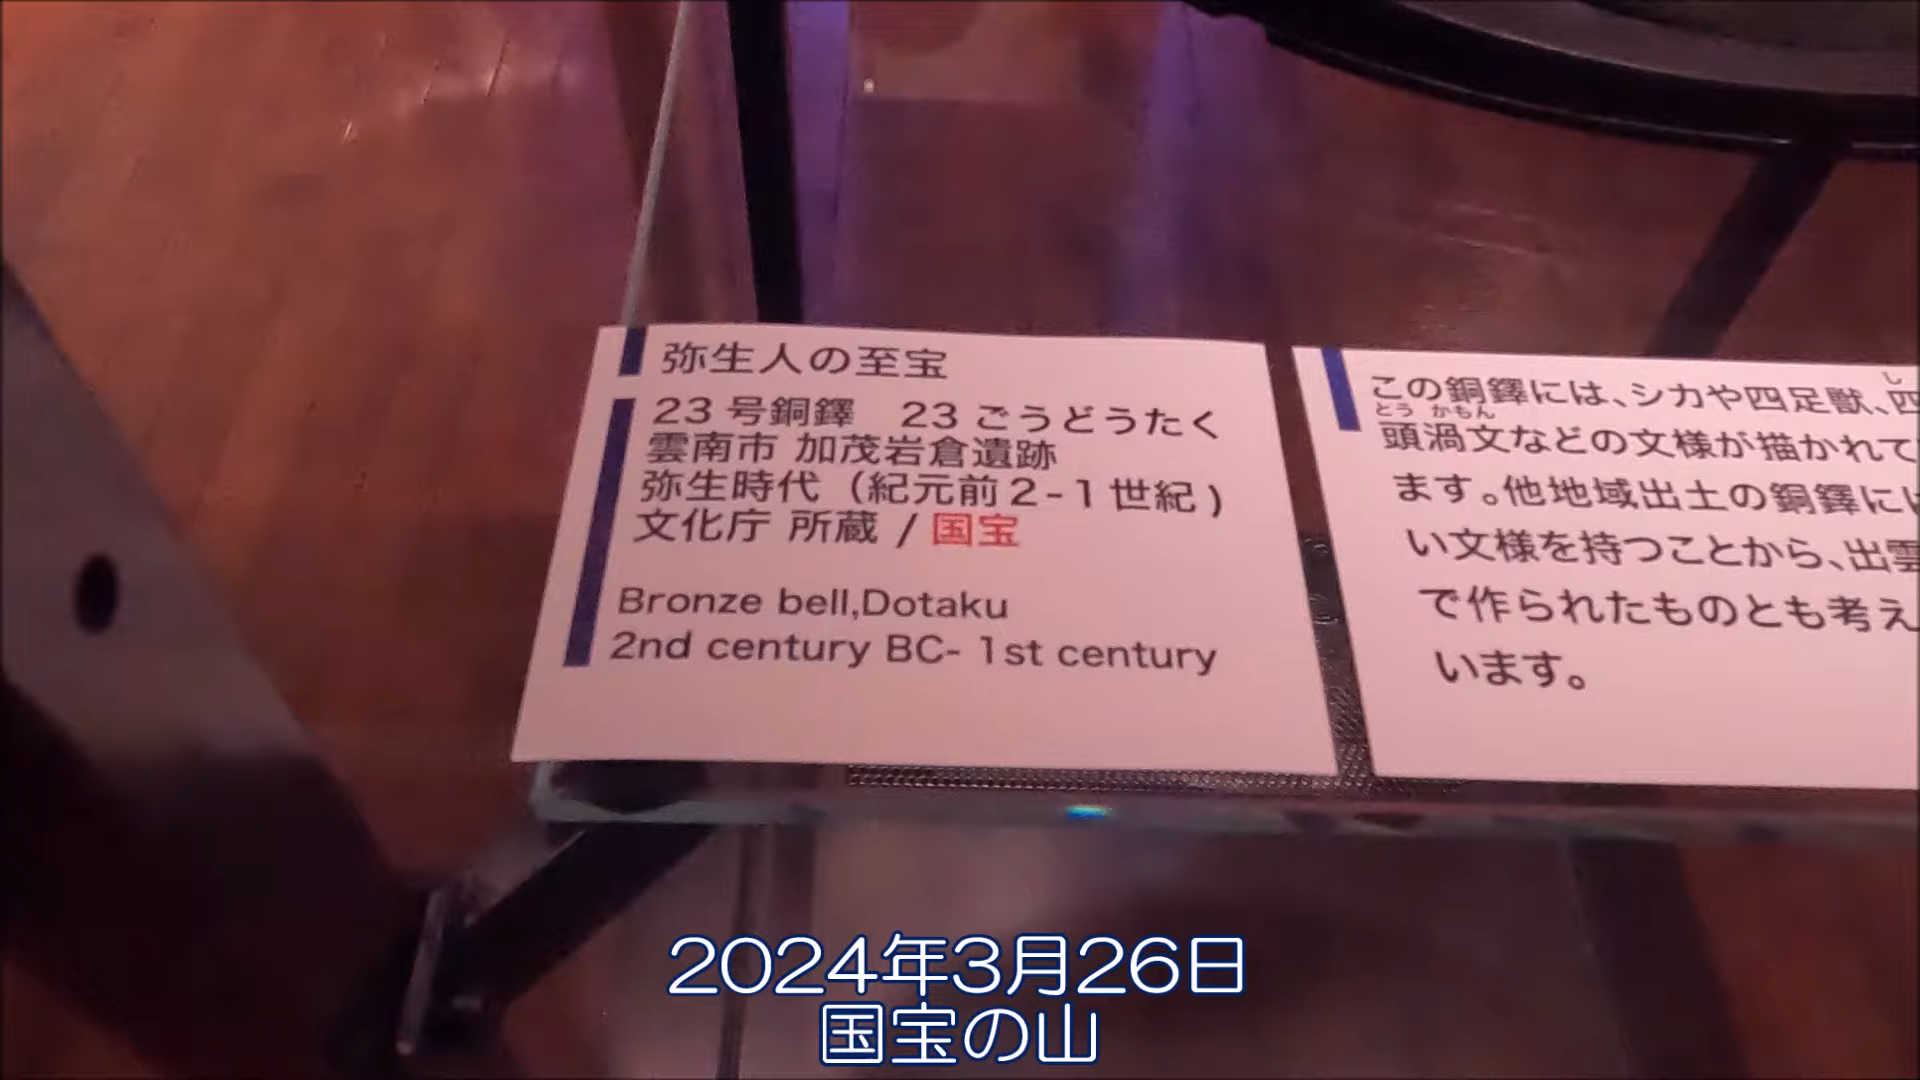 弥生人の至宝
23号銅鐸　23ごうどうたく
雲南市 加茂岩倉遺跡
弥生時代（紀元前2-1世紀)
文化庁 所蔵 / 国宝
Bronze bell,Dotaku
2nd century BC- 1st century
この銅鐸には、シカや四足獣、四
し
とう かもん
頭渦文などの文様が描かれて
ます。他地域出土の銅鐸には
い文様を持つことから、出雲
で作られたものとも考え
います。
2024年3月26日
国宝の山